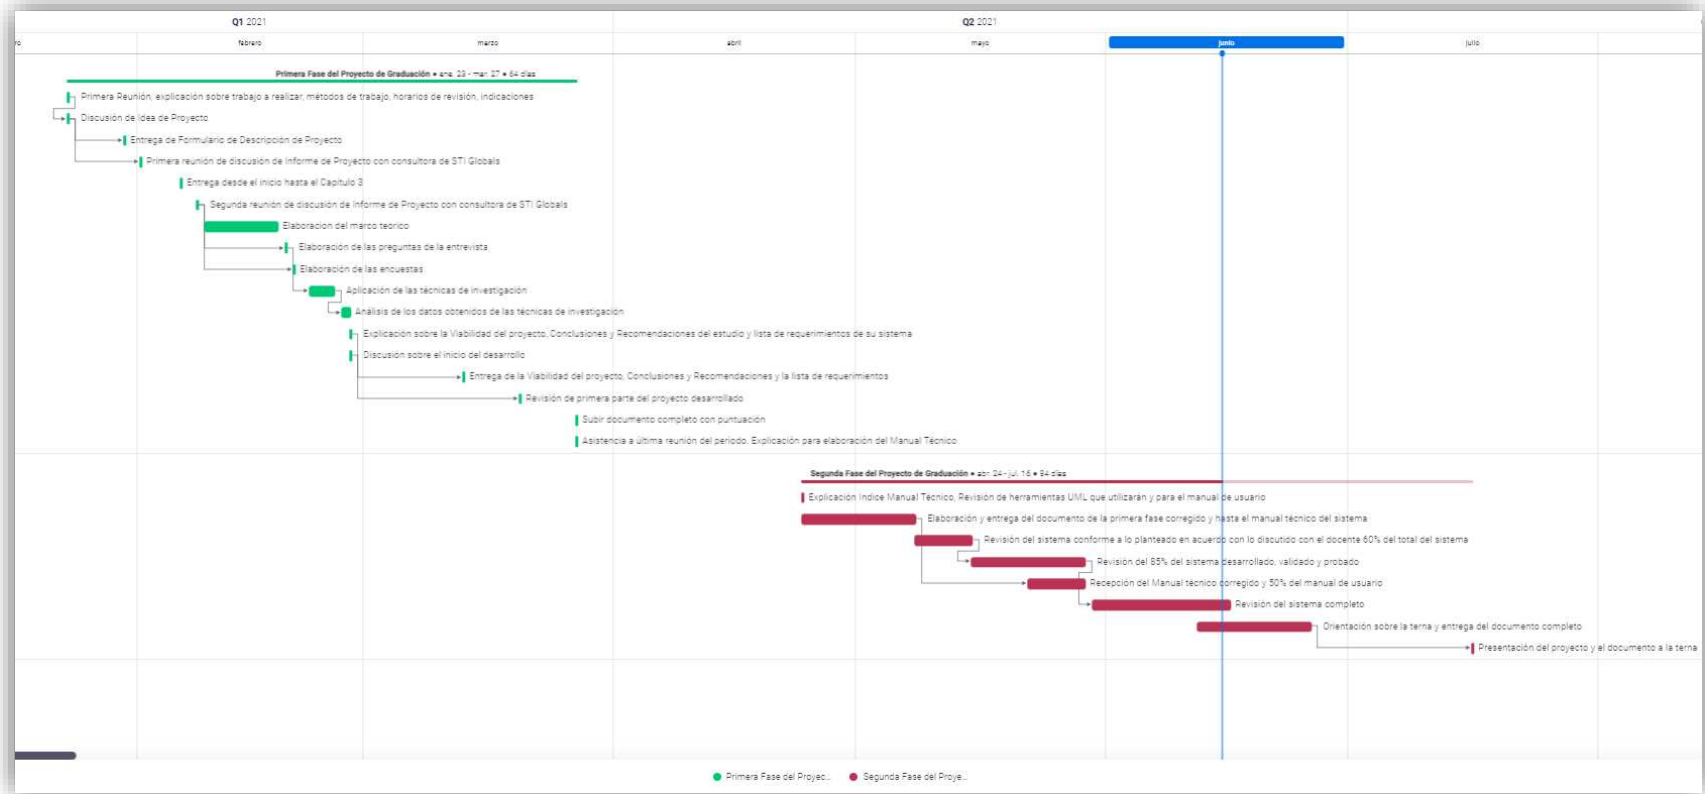 Q1 2021
Q2 2021
ro
febrero
marzo
abril
mayo
junio
julio
Primera Fase del Proyecto de Graduación • ene. 23 - mar. 27 • 64 días
Primera Reunión, explicación sobre trabajo a realizar, métodos de trabajo, horarios de revisión, indicaciones
Discusión de Idea de Proyecto
Entrega de Formulario de Descripción de Proyecto
Primera reunión de discusión de Informe de Proyecto con consultora de STI Globals
Entrega desde el inicio hasta el Capítulo 3
Segunda reunión de discusión de Informe de Proyecto con consultora de STI Globals
Elaboracion del marco teorico
Elaboración de las preguntas de la entrevista
Elaboración de las encuestas
Aplicación de las técnicas de investigación
Análisis de los datos obtenidos de las técnicas de investigación
Explicación sobre la Viabilidad del proyecto, Conclusiones y Recomendaciones del estudio y lista de requerimientos de su sistema
Discusión sobre el inicio del desarrollo
Entrega de la Viabilidad del proyecto, Conclusiones y Recomendaciones y la lista de requerimientos
Revisión de primera parte del proyecto desarrollado
Subir documento completo con puntuación
Asistencia a última reunión del período. Explicación para elaboración del Manual Técnico
Segunda Fase del Proyecto de Graduación • abr. 24 - jul. 16 • 84 días
Explicación Indice Manual Técnico, Revisión de herramientas UML que utilizarán y para el manual de usuario
Elaboración y entrega del documento de la primera fase corregido y hasta el manual técnico del sistema
Revisión del sistema conforme a lo planteado en acuerdo con lo discutido con el docente 60% del total del sistema
Revisión del 85% del sistema desarrollado, validado y probado
Recepción del Manual técnico corregido y 50% del manual de usuario
Revisión del sistema completo
Orientación sobre la terna y entrega del documento completo
Presentación del proyecto y el documento a la terna
Primera Fase del Proyec...
Segunda Fase del Proye...